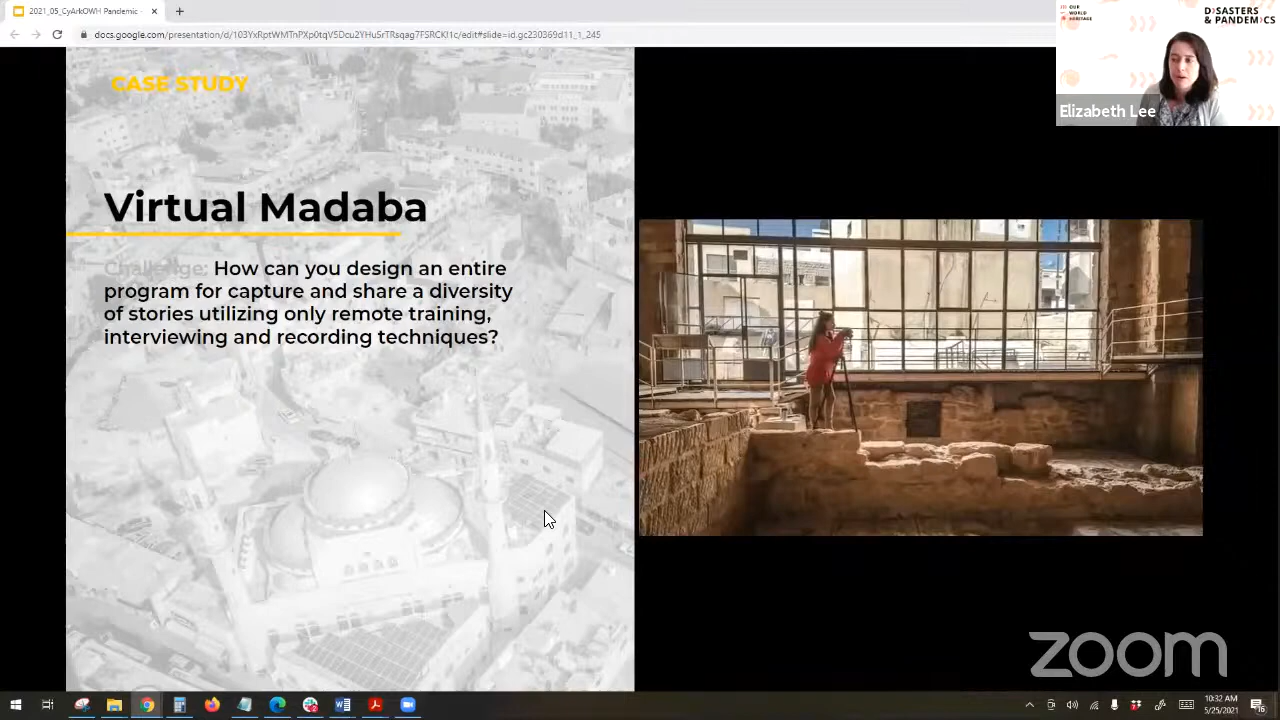 2021_05_CyArkOWH Pandemic
docs.google.com/presentation/d/103YxRptWMTnPXp0tqV5DqaLiYHu5rTRsqag7FSRCKf1c/edit#slide=id.gc230369d11_1_245
OUR
WORLD
HERITAGE
DISASTERS
& PANDEMICS
Elizabeth Lee
CASE STUDY
Virtual Madaba
Challenge: How can you design an entire
program for capture and share a diversity
of stories utilizing only remote training,
interviewing and recording techniques?
zoom
10:32 AM
5/25/2021